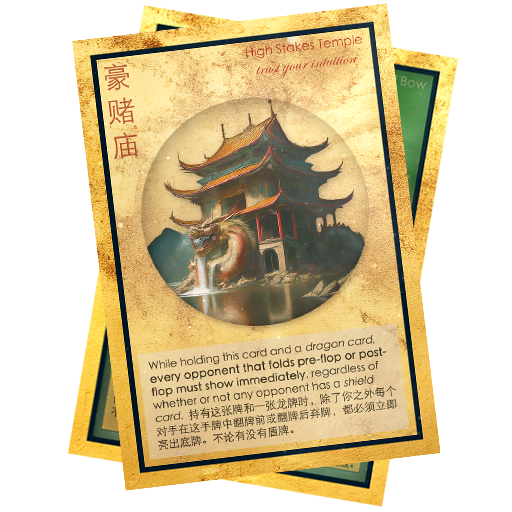 High Stakes Temple
trust your intuition
豪
赌
庙
Bow
While holding this card and a dragon card,
every opponent that folds pre-flop or post-
flop must show immediately, regardless of
whether or not any opponent has a shield
card. 持有这张牌和一张龙牌时，除了你之外每个
对手在这手牌中翻牌前或翻牌后弃牌，都必须立即
亮出底牌。不论有没有盾牌。